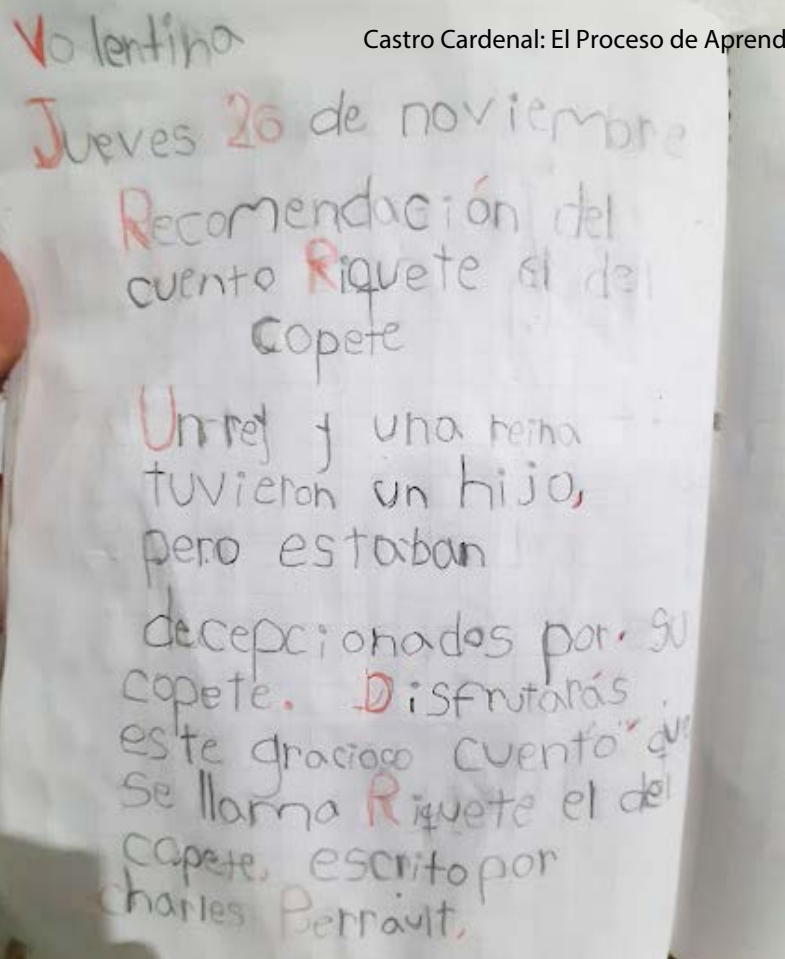 Castro Cardenal: El Proceso de Aprend
Valentina
Jueves 26 de noviembre
Recomendación del
cuento Riquete el del
copete
Un rey y una reina
tuvieron un hijo,
pero estaban
decepcionados por su
copete. Disfrutarás
este gracioso cuento que
se llama Riquete el del
copete, escrito por
Charles Perrault.